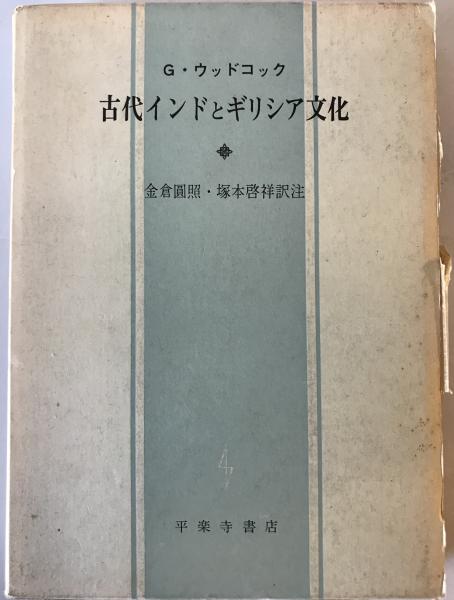 G・ウッドコック
古代インドとギリシア文化
金倉圓照・塚本啓祥訳注
平楽寺書店